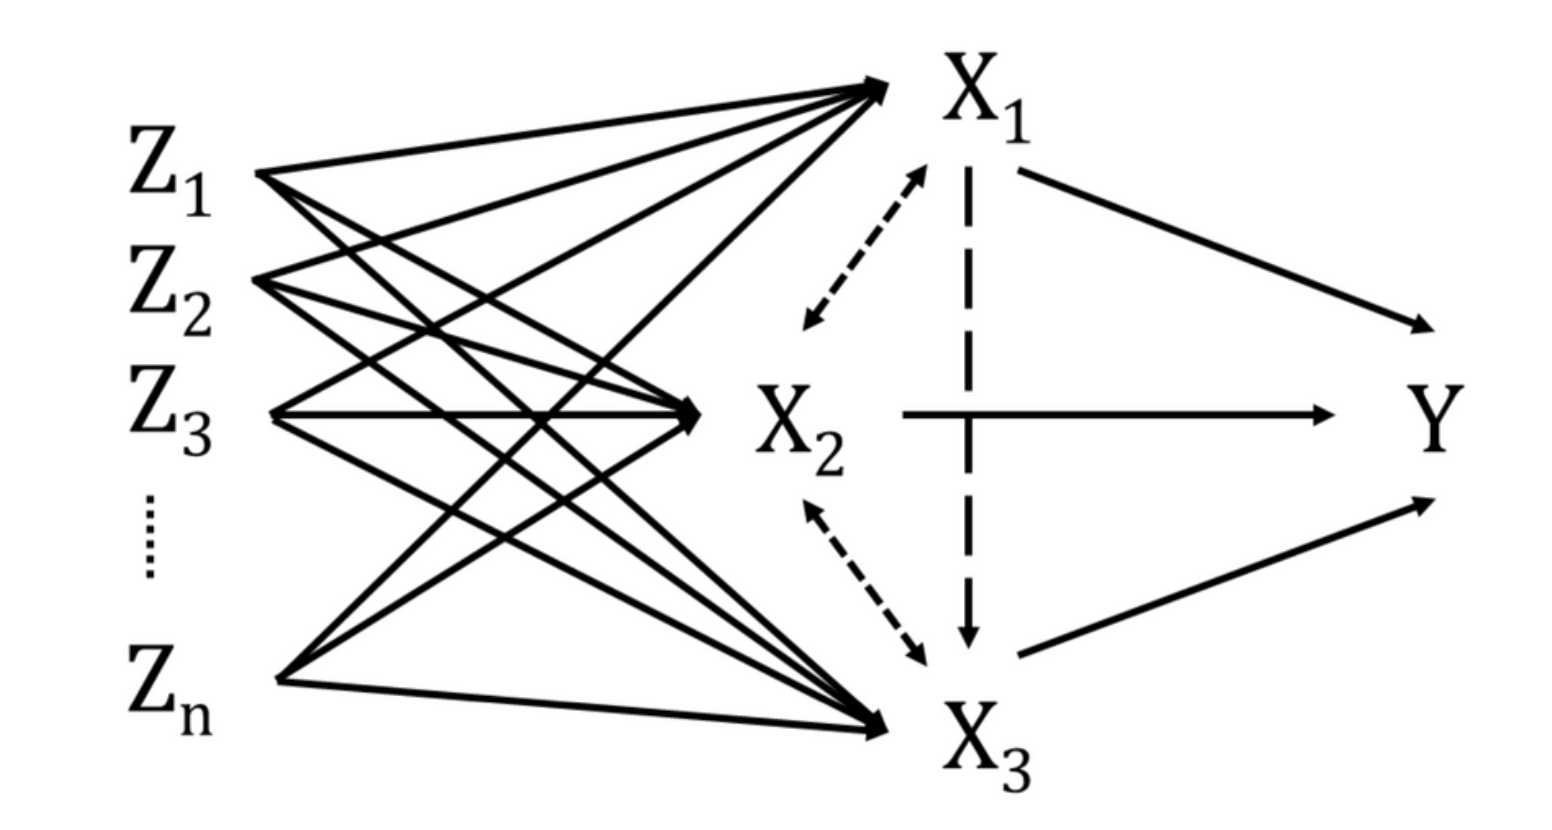 X₁
Z₁
Z₂
Z₃
X₂
Y
Zₙ
X₃